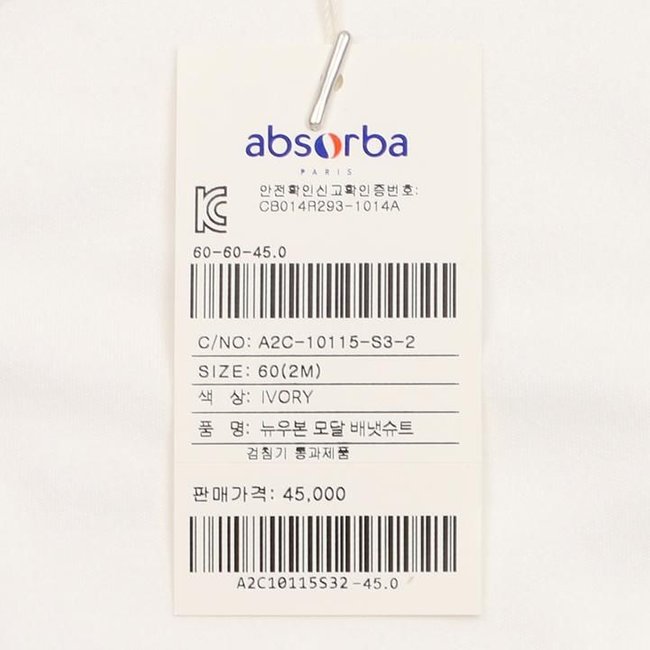 absorba
PARIS
안전확인신고확인증번호:
CB014R293-1014A
60-60-45.0
C/NO: A2C-10115-S3-2
SIZE: 60(2M)
색 상: IVORY
품 명: 뉴우본 모달 배냇슈트
검침기 통과제품
판매가격: 45,000
A2C10115S32-45.0